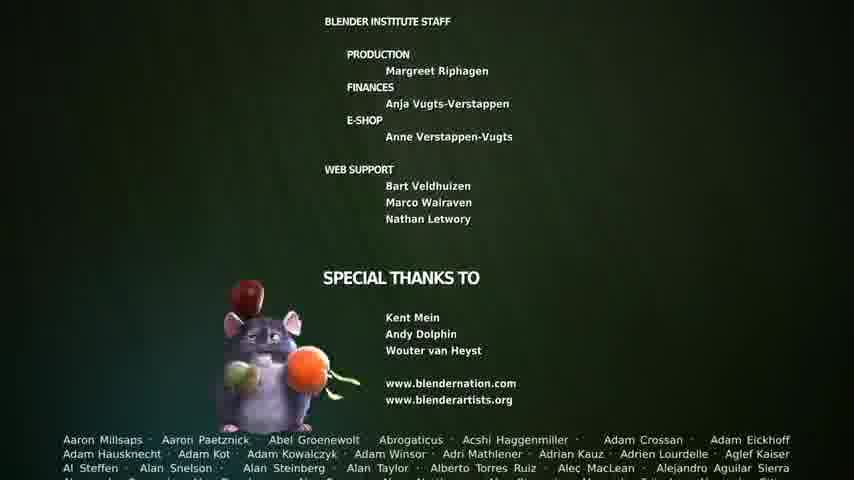 BLENDER INSTITUTE STAFF
PRODUCTION
Margreet Riphagen
FINANCES
Anja Vugts-Verstappen
E-SHOP
Anne Verstappen-Vugts
WEB SUPPORT
Bart Veldhuizen
Marco Walraven
Nathan Letwory
SPECIAL THANKS TO
Kent Mein
Andy Dolphin
Wouter van Heyst
www.blendernation.com
www.blenderartists.org
Aaron Millsaps · Aaron Paetznick · Abel Groenewolt · Abrogaticus · Acshi Haggenmiller · Adam Crossan · Adam Eickhoff
Adam Hausknecht · Adam Kot · Adam Kowalczyk · Adam Winsor · Adri Mathlener · Adrian Kauz · Adrien Lourdelle · Aglef Kaiser
Al Steffen · Alan Snelson · Alan Steinberg · Alan Taylor · Alberto Torres Ruiz · Alec MacLean · Alejandro Aguilar Sierra